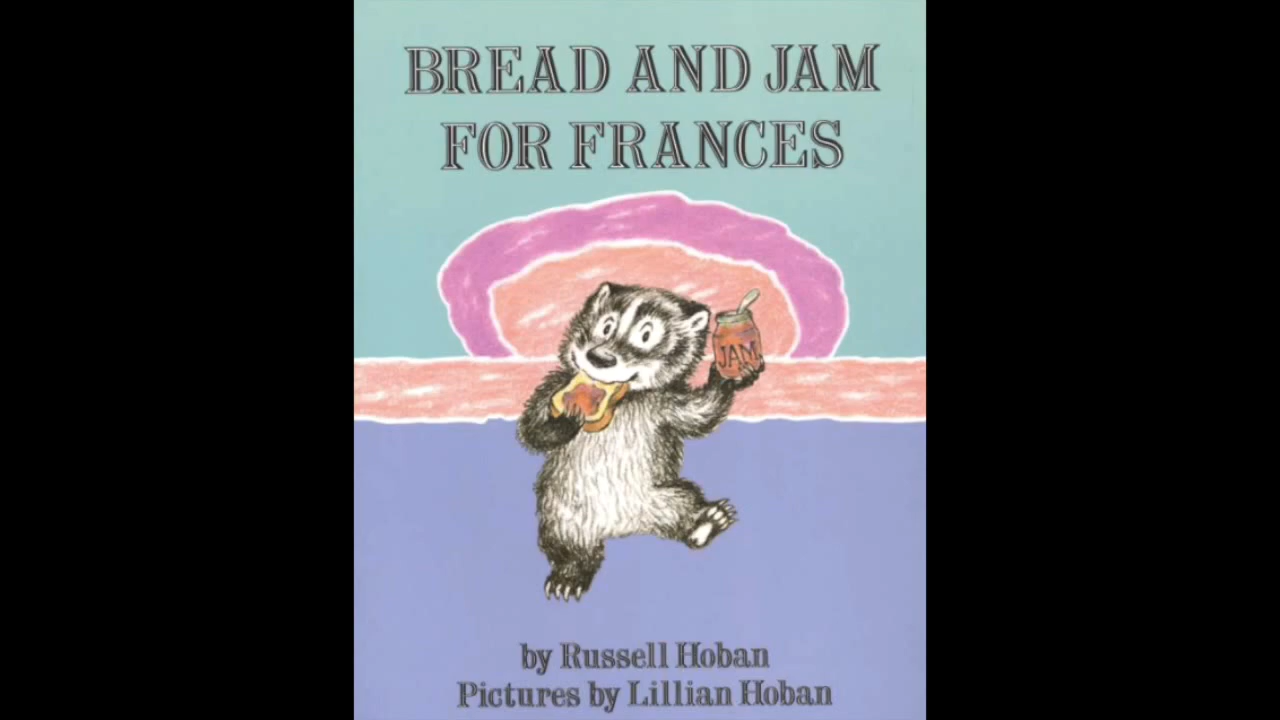 BREAD AND JAM
FOR FRANCES
JAM
by Russell Hoban
Pictures by Lillian Hoban